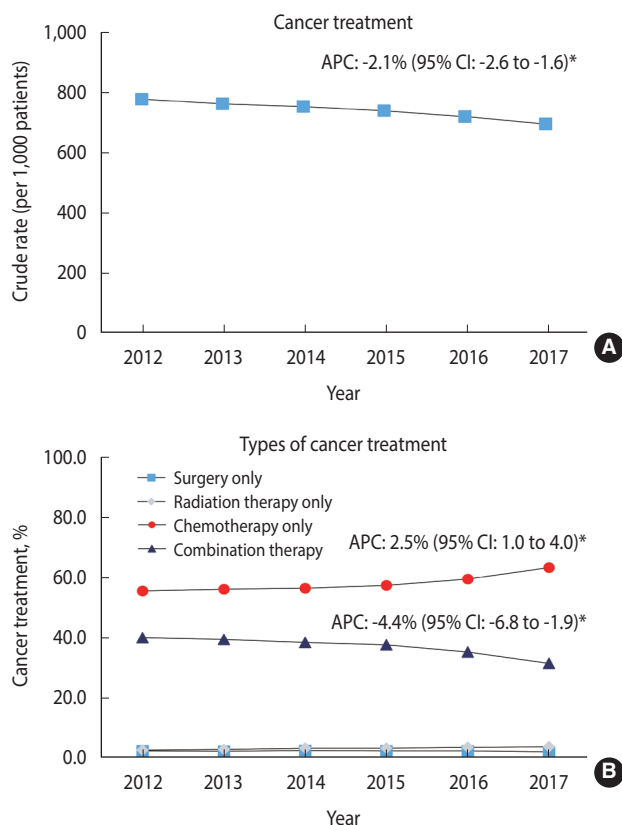 Cancer treatment
APC: -2.1% (95% CI: -2.6 to -1.6)*
Crude rate (per 1,000 patients)
1,000
800
600
400
200
0
2012 2013 2014 2015 2016 2017
Year
A
Types of cancer treatment
Surgery only
Radiation therapy only
Chemotherapy only
Combination therapy
APC: 2.5% (95% CI: 1.0 to 4.0)*
APC: -4.4% (95% CI: -6.8 to -1.9)*
Cancer treatment, %
100.0
80.0
60.0
40.0
20.0
0.0
2012 2013 2014 2015 2016 2017
Year
B